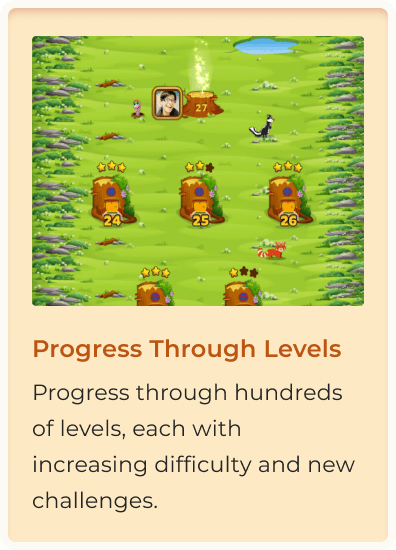 27
24
25
26
Progress Through Levels
Progress through hundreds
of levels, each with
increasing difficulty and new
challenges.